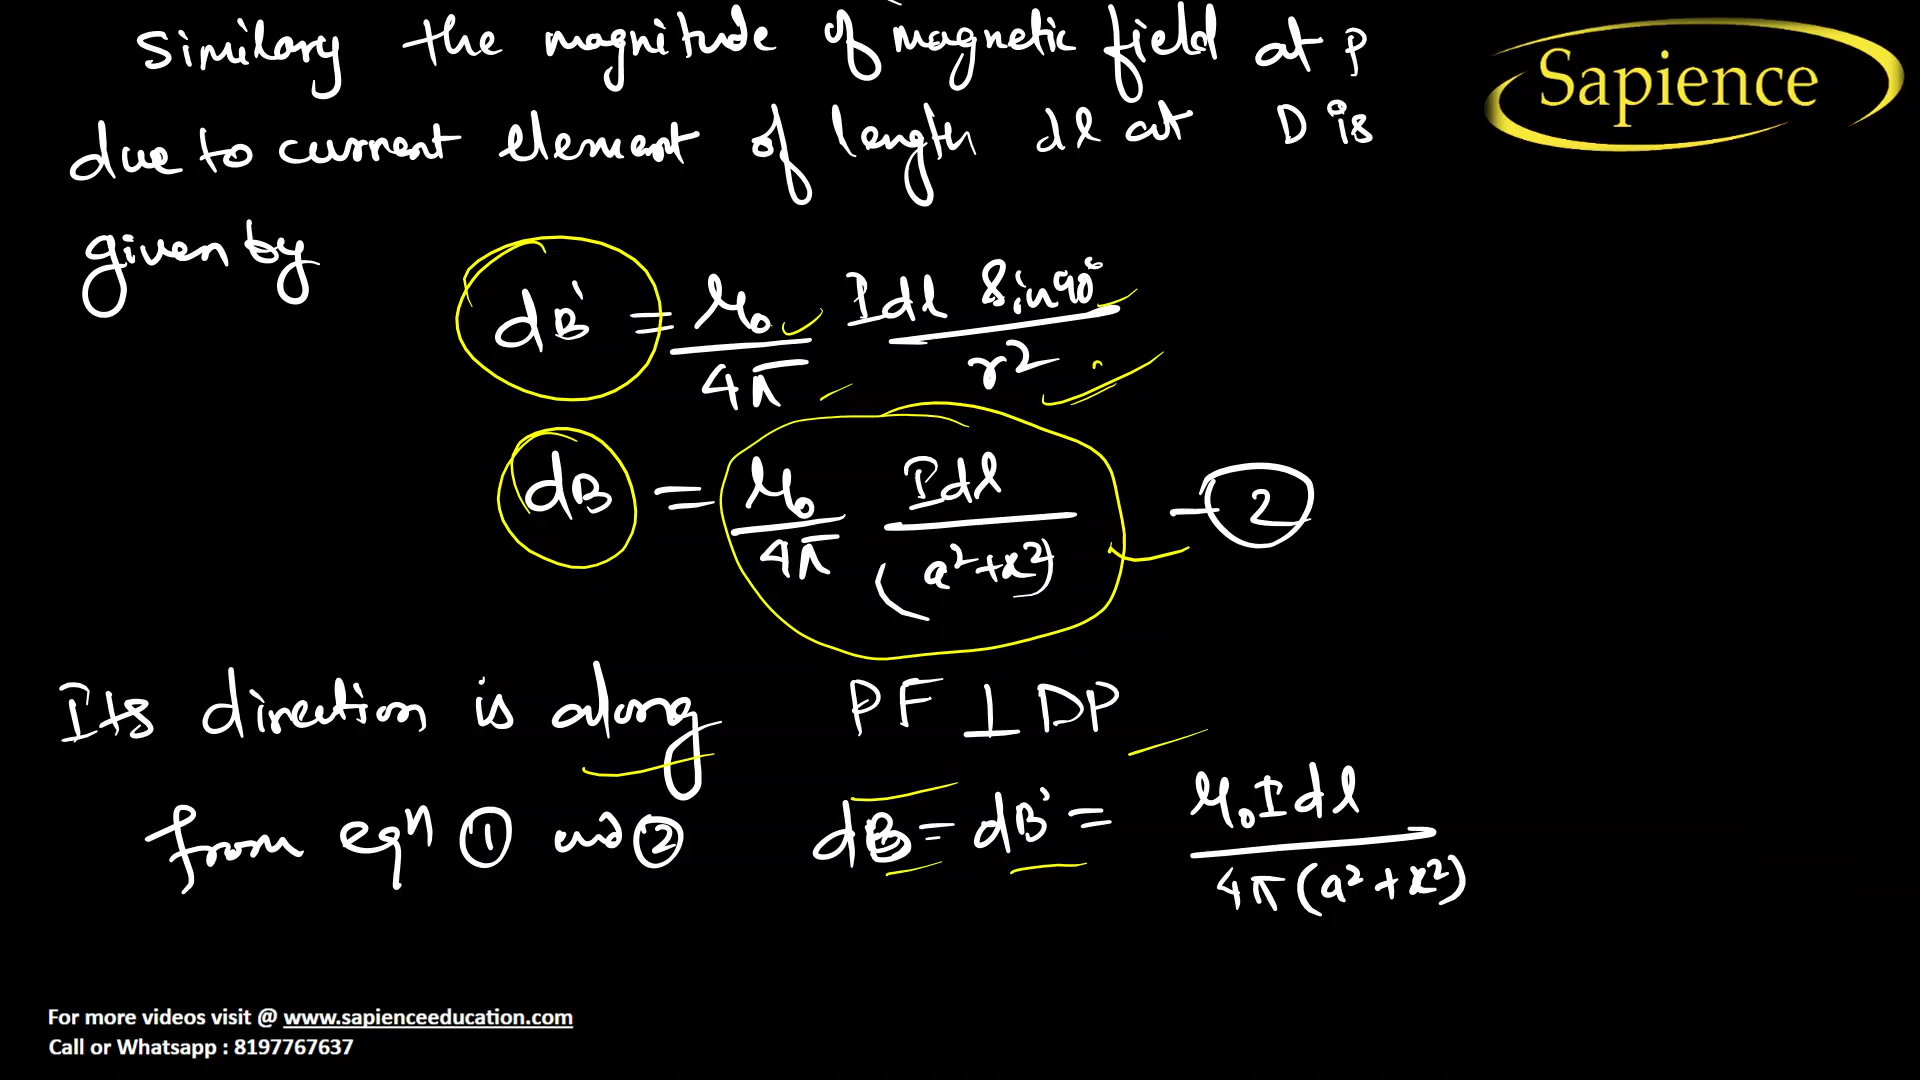 Similary the magnitude of magnetic field at P
Sapience
due to current element of length dl at D is
given by
dB' = μ₀/4π Idl Sin90°/r²
dB = μ₀/4π Idl/(a²+x²) - ②
Its direction is along PF ⊥ DP
from eqⁿ ① and ② dB = dB' = μ₀Idl/4π(a²+x²)
For more videos visit @ www.sapienceeducation.com
Call or Whatsapp : 8197767637